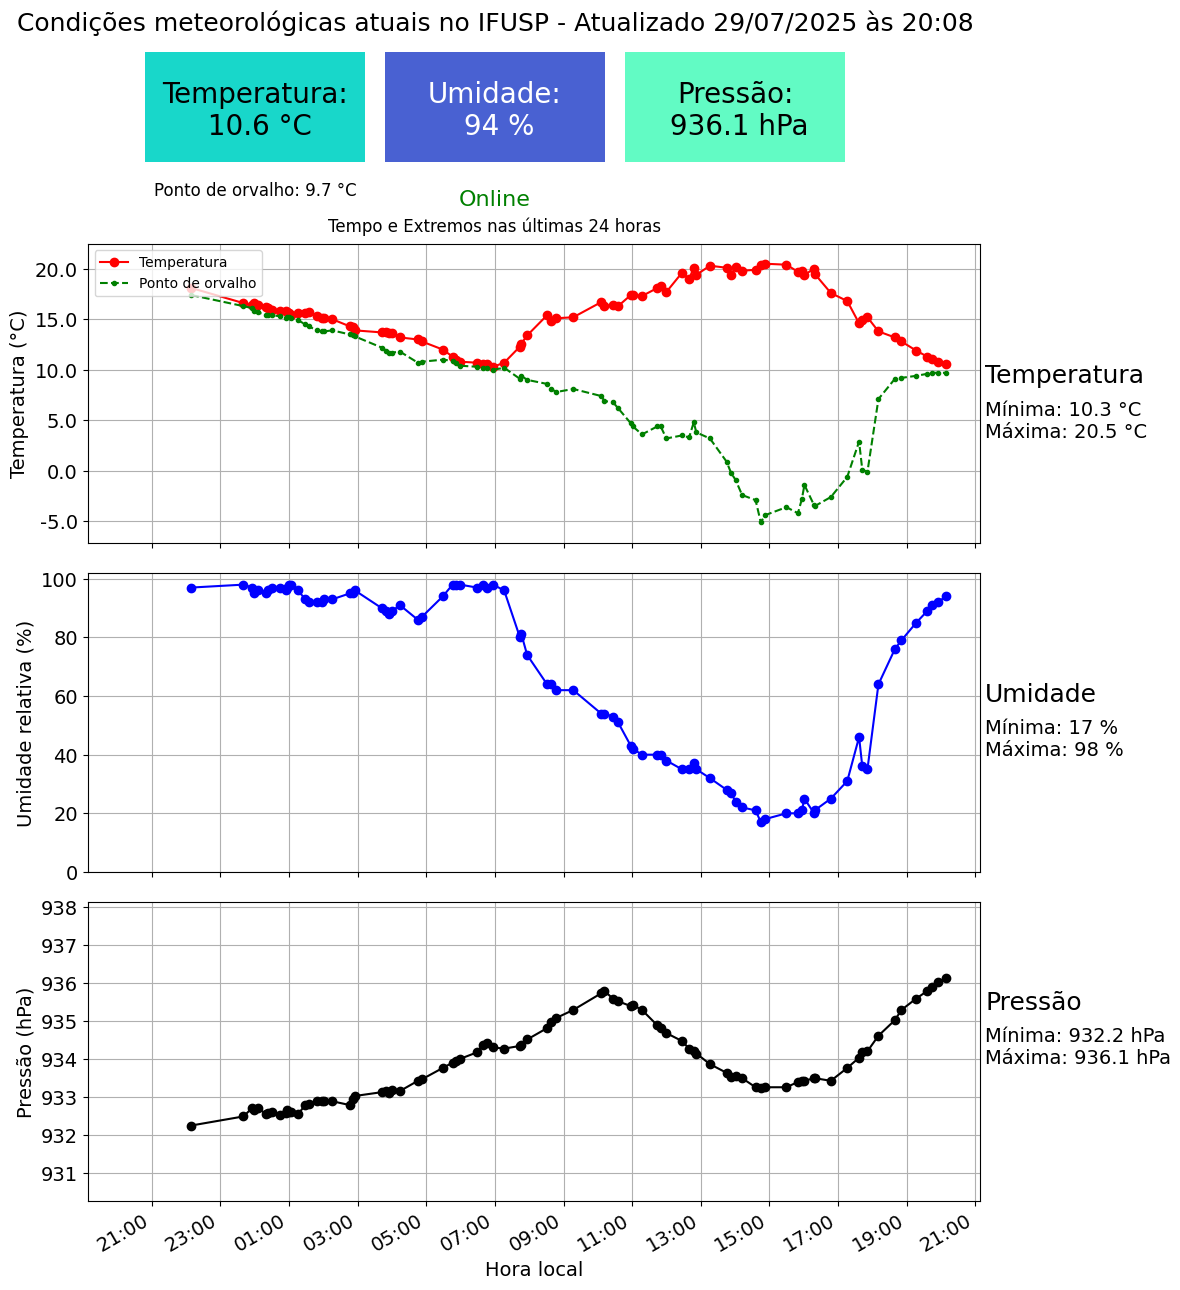 Condições meteorológicas atuais no IFUSP - Atualizado 29/07/2025 às 20:08
Temperatura:
10.6 °C
Umidade:
94 %
Pressão:
936.1 hPa
Ponto de orvalho: 9.7 °C
Online
Tempo e Extremos nas últimas 24 horas
Temperatura
Ponto de orvalho
Temperatura (°C)
20.0
15.0
10.0
5.0
0.0
-5.0
Temperatura
Mínima: 10.3 °C
Máxima: 20.5 °C
Umidade relativa (%)
100
80
60
40
20
0
Umidade
Mínima: 17 %
Máxima: 98 %
Pressão (hPa)
938
937
936
935
934
933
932
931
Pressão
Mínima: 932.2 hPa
Máxima: 936.1 hPa
21:00 23:00 01:00 03:00 05:00 07:00 09:00 11:00 13:00 15:00 17:00 19:00 21:00
Hora local